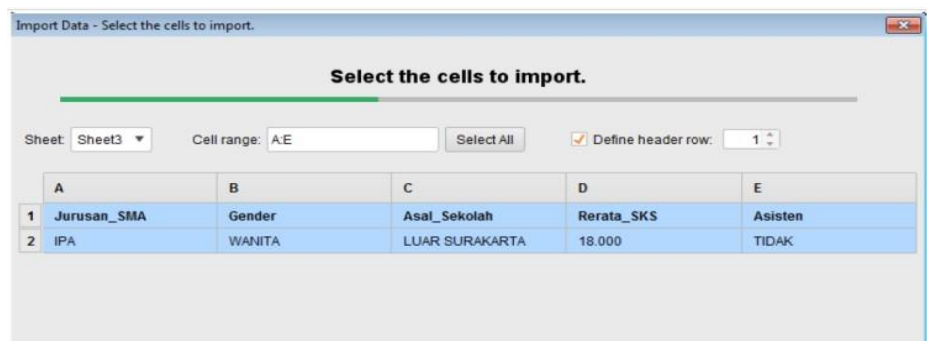 Import Data - Select the cells to import.
Select the cells to import.
Sheet: Sheet3 Cell range: A:E Select All Define header row: 1
A B C D E
1 Jurusan_SMA Gender Asal_Sekolah Rerata_SKS Asisten
2 IPA WANITA LUAR SURAKARTA 18.000 TIDAK